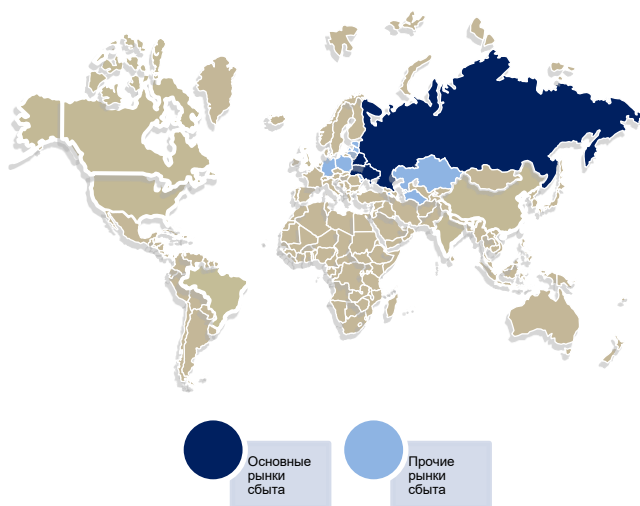 Основные
рынки
сбыта
Прочие
рынки
сбыта